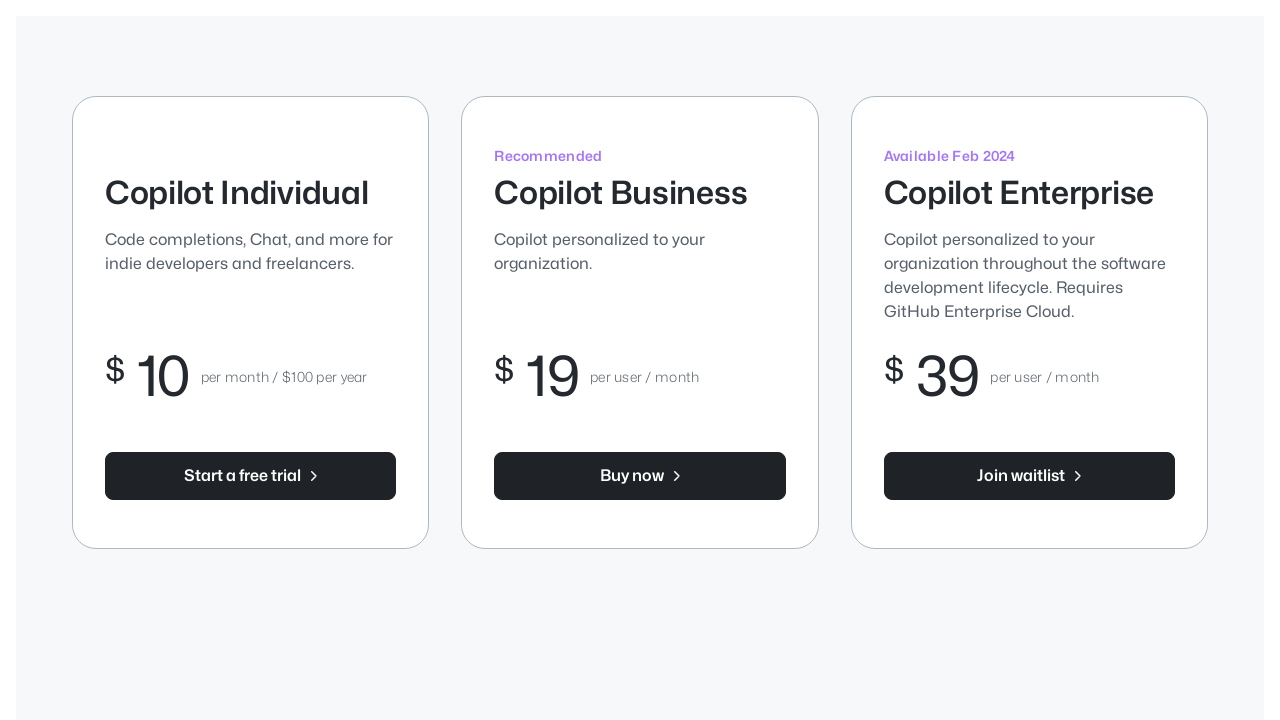 Copilot Individual
Code completions, Chat, and more for
indie developers and freelancers.
$ 10 per month / $100 per year
Start a free trial
Recommended
Copilot Business
Copilot personalized to your
organization.
$ 19 per user / month
Buy now
Available Feb 2024
Copilot Enterprise
Copilot personalized to your
organization throughout the software
development lifecycle. Requires
GitHub Enterprise Cloud.
$ 39 per user / month
Join waitlist